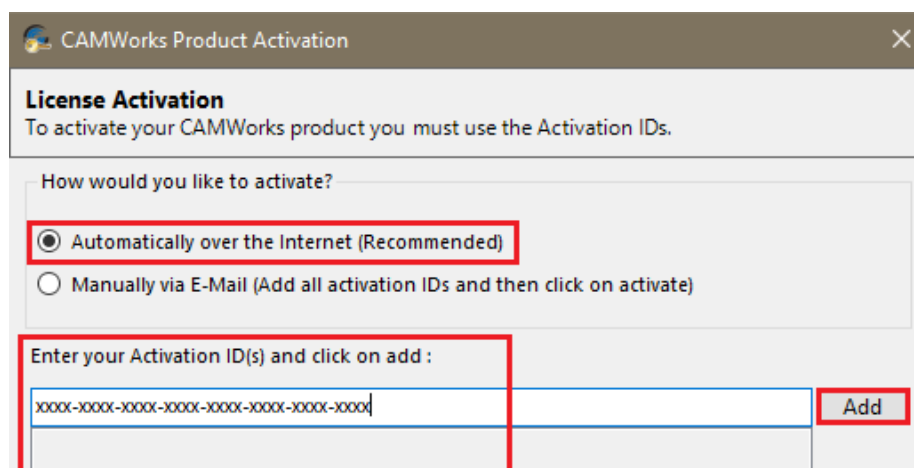 CAMWorks Product Activation
License Activation
To activate your CAMWorks product you must use the Activation IDs.
How would you like to activate?
Automatically over the Internet (Recommended)
Manually via E-Mail (Add all activation IDs and then click on activate)
Enter your Activation ID(s) and click on add :
xxxx-xxxx-xxxx-xxxx-xxxx-xxxx-xxxx-xxxx
Add